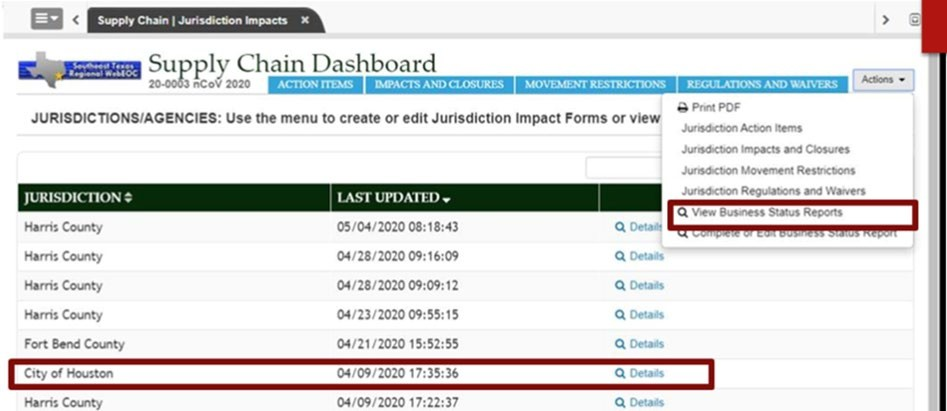 Supply Chain | Jurisdiction Impacts
Southeast Texas
Regional WebEOC
Supply Chain Dashboard
20-0003 nCoV 2020
ACTION ITEMS
IMPACTS AND CLOSURES
MOVEMENT RESTRICTIONS
REGULATIONS AND WAIVERS
Actions
JURISDICTIONS/AGENCIES: Use the menu to create or edit Jurisdiction Impact Forms or view
Print PDF
Jurisdiction Action Items
Jurisdiction Impacts and Closures
Jurisdiction Movement Restrictions
Jurisdiction Regulations and Waivers
View Business Status Reports
Complete or Edit Business Status Report
JURISDICTION LAST UPDATED
Harris County 05/04/2020 08:18:43 Details
Harris County 04/28/2020 09:16:09 Details
Harris County 04/28/2020 09:09:12 Details
Harris County 04/23/2020 09:55:15 Details
Fort Bend County 04/21/2020 15:52:55 Details
City of Houston 04/09/2020 17:35:36 Details
Harris County 04/09/2020 17:22:37 Details